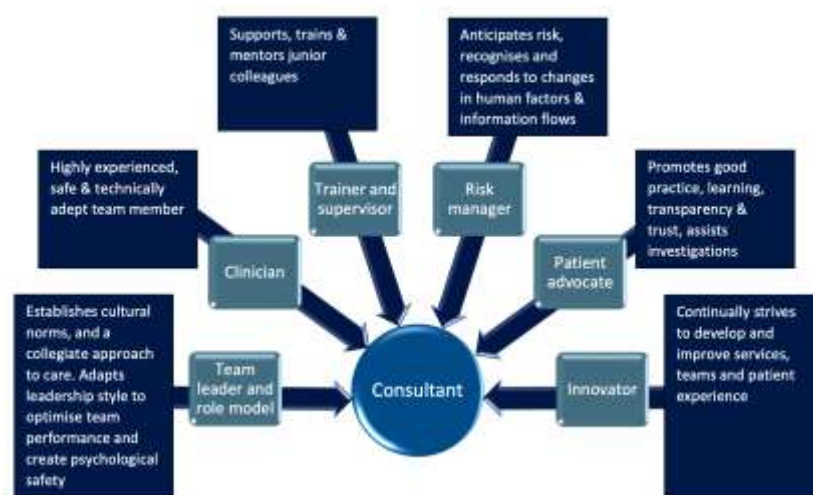 Supports, trains &
mentors junior
colleagues
Anticipates risk,
recognises and
responds to changes
in human factors &
information flows
Highly experienced,
safe & technically
adept team member
Trainer and
supervisor
Risk
manager
Promotes good
practice, learning,
transparency &
trust, assists
investigations
Clinician
Patient
advocate
Establishes cultural
norms, and a
collegiate approach
to care. Adapts
leadership style to
optimise team
performance and
create psychological
safety
Team
leader and
role model
Consultant
Innovator
Continually strives
to develop and
improve services,
teams and patient
experience